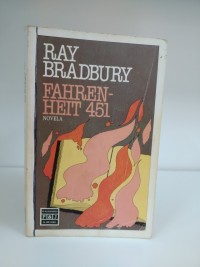 RAY
BRADBURY
FAHREN-
HEIT 451
NOVELA